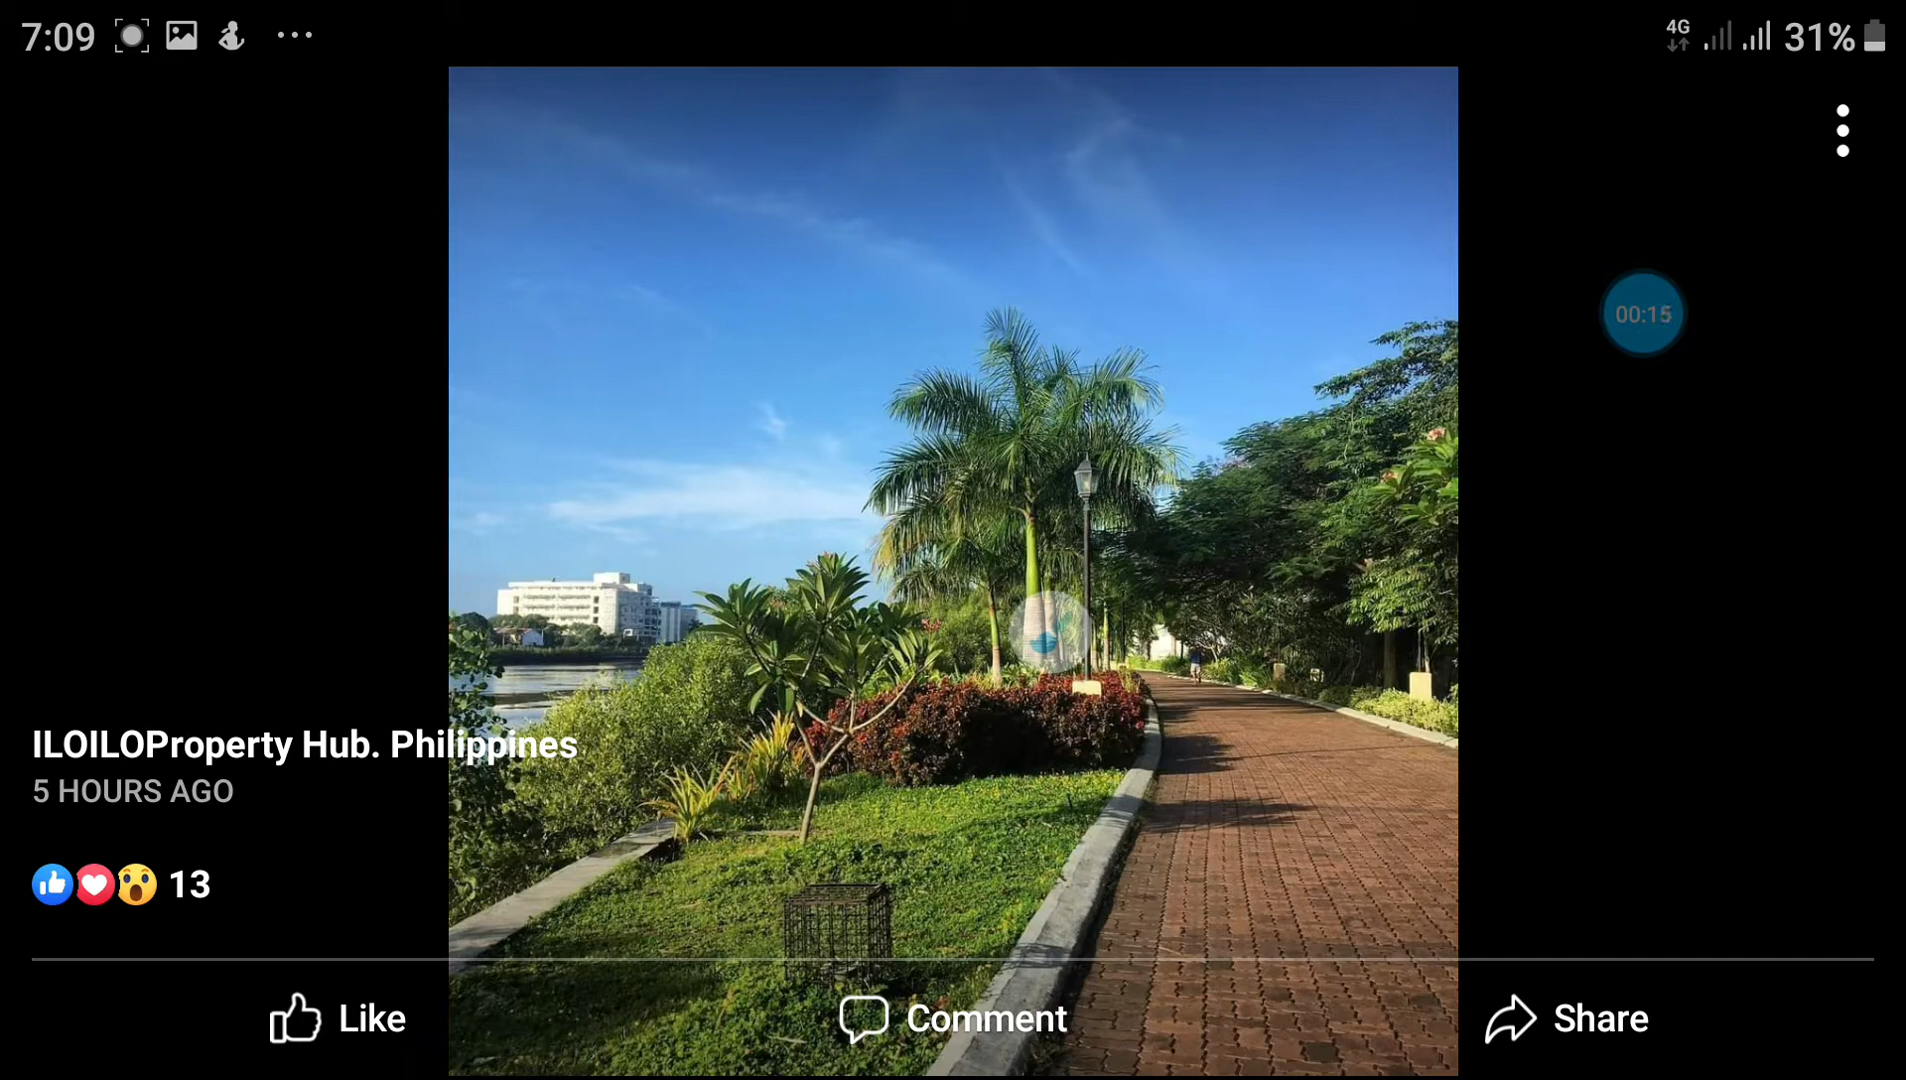 7:09
4G 31%
00:15
ILOILOProperty Hub. Philippines
5 HOURS AGO
13
Like
Comment
Share